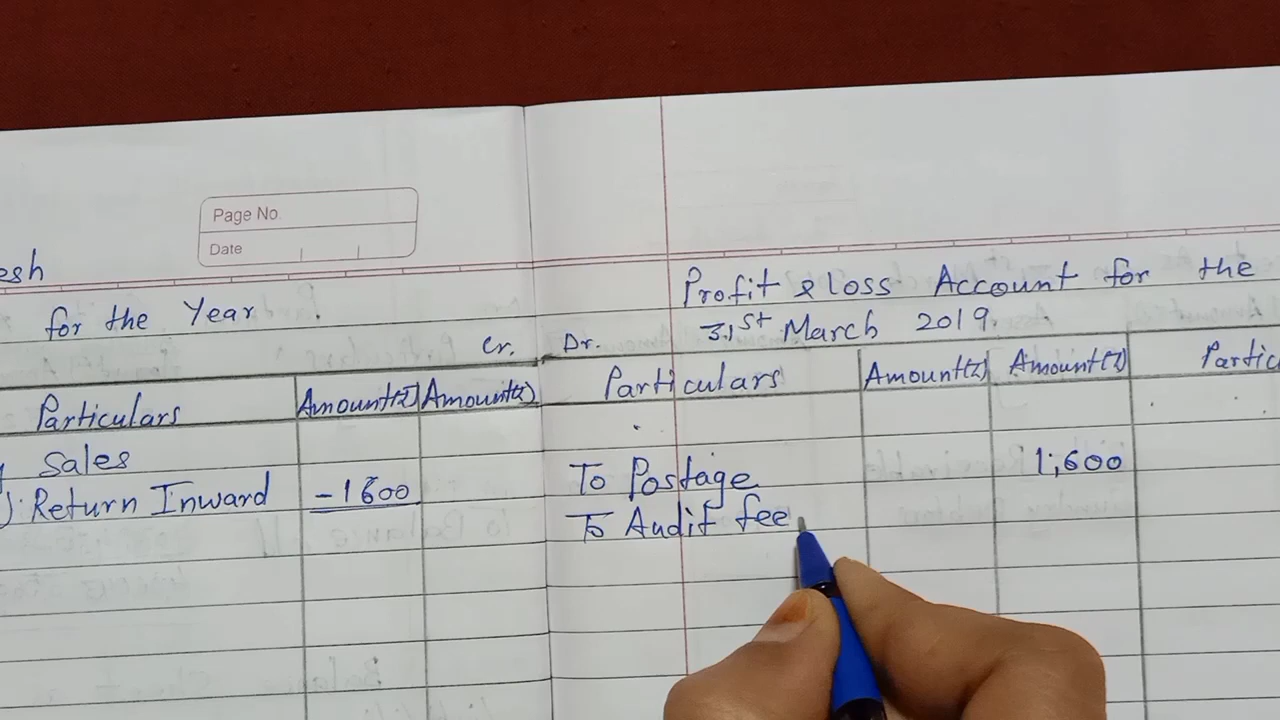 Page No.
Date
esh
for the Year
Cr.
Particulars Amount(₹) Amount(₹)
Sales
Return Inward -1600
Profit & loss Account for the
31st March 2019.
Dr.
Particulars Amount(₹) Amount(₹) Partic
To Postage 1,600
To Audit fee